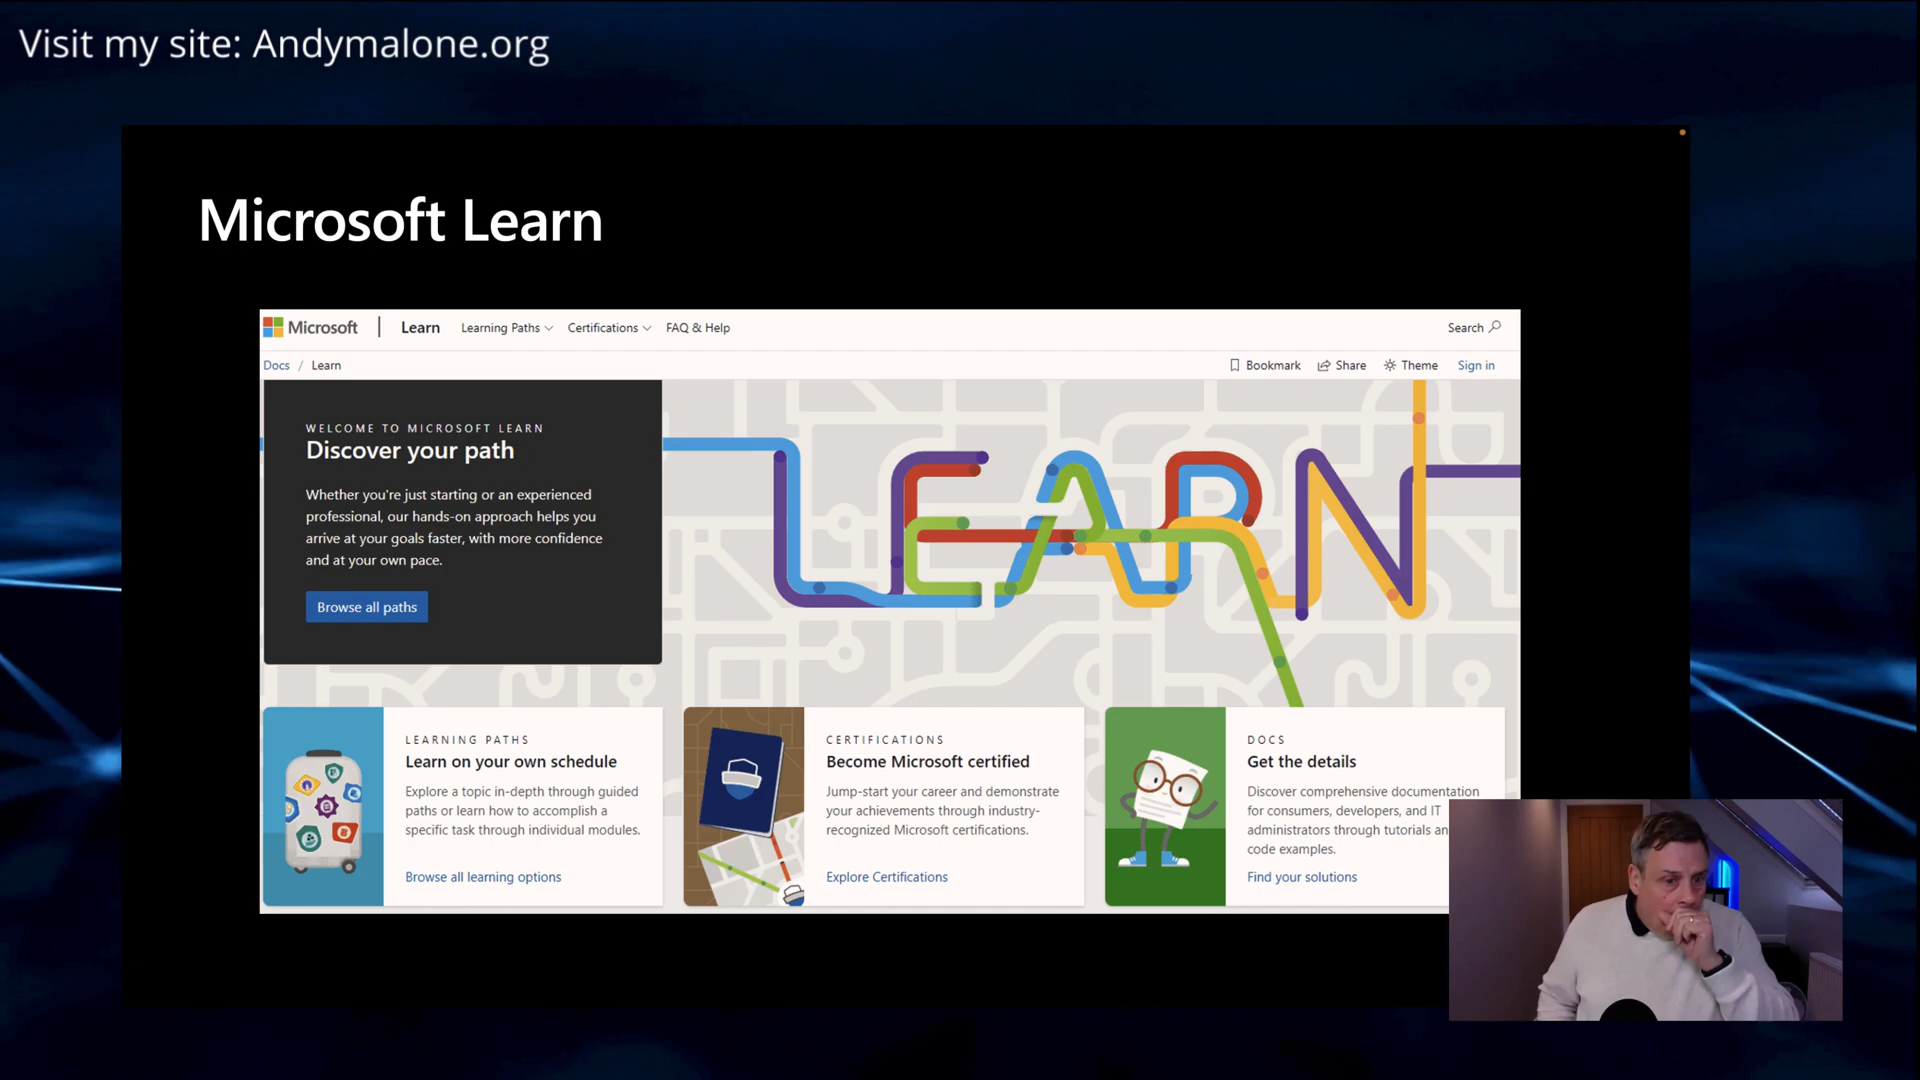 Visit my site: Andymalone.org
Microsoft Learn
Microsoft Learn Learning Paths Certifications FAQ & Help Search
Docs / Learn Bookmark Share Theme Sign in
WELCOME TO MICROSOFT LEARN
Discover your path
Whether you're just starting or an experienced
professional, our hands-on approach helps you
arrive at your goals faster, with more confidence
and at your own pace.
Browse all paths
LEARN
LEARNING PATHS
Learn on your own schedule
Explore a topic in-depth through guided
paths or learn how to accomplish a
specific task through individual modules.
Browse all learning options
CERTIFICATIONS
Become Microsoft certified
Jump-start your career and demonstrate
your achievements through industry-
recognized Microsoft certifications.
Explore Certifications
DOCS
Get the details
Discover comprehensive documentation
for consumers, developers, and IT
administrators through tutorials an
code examples.
Find your solutions